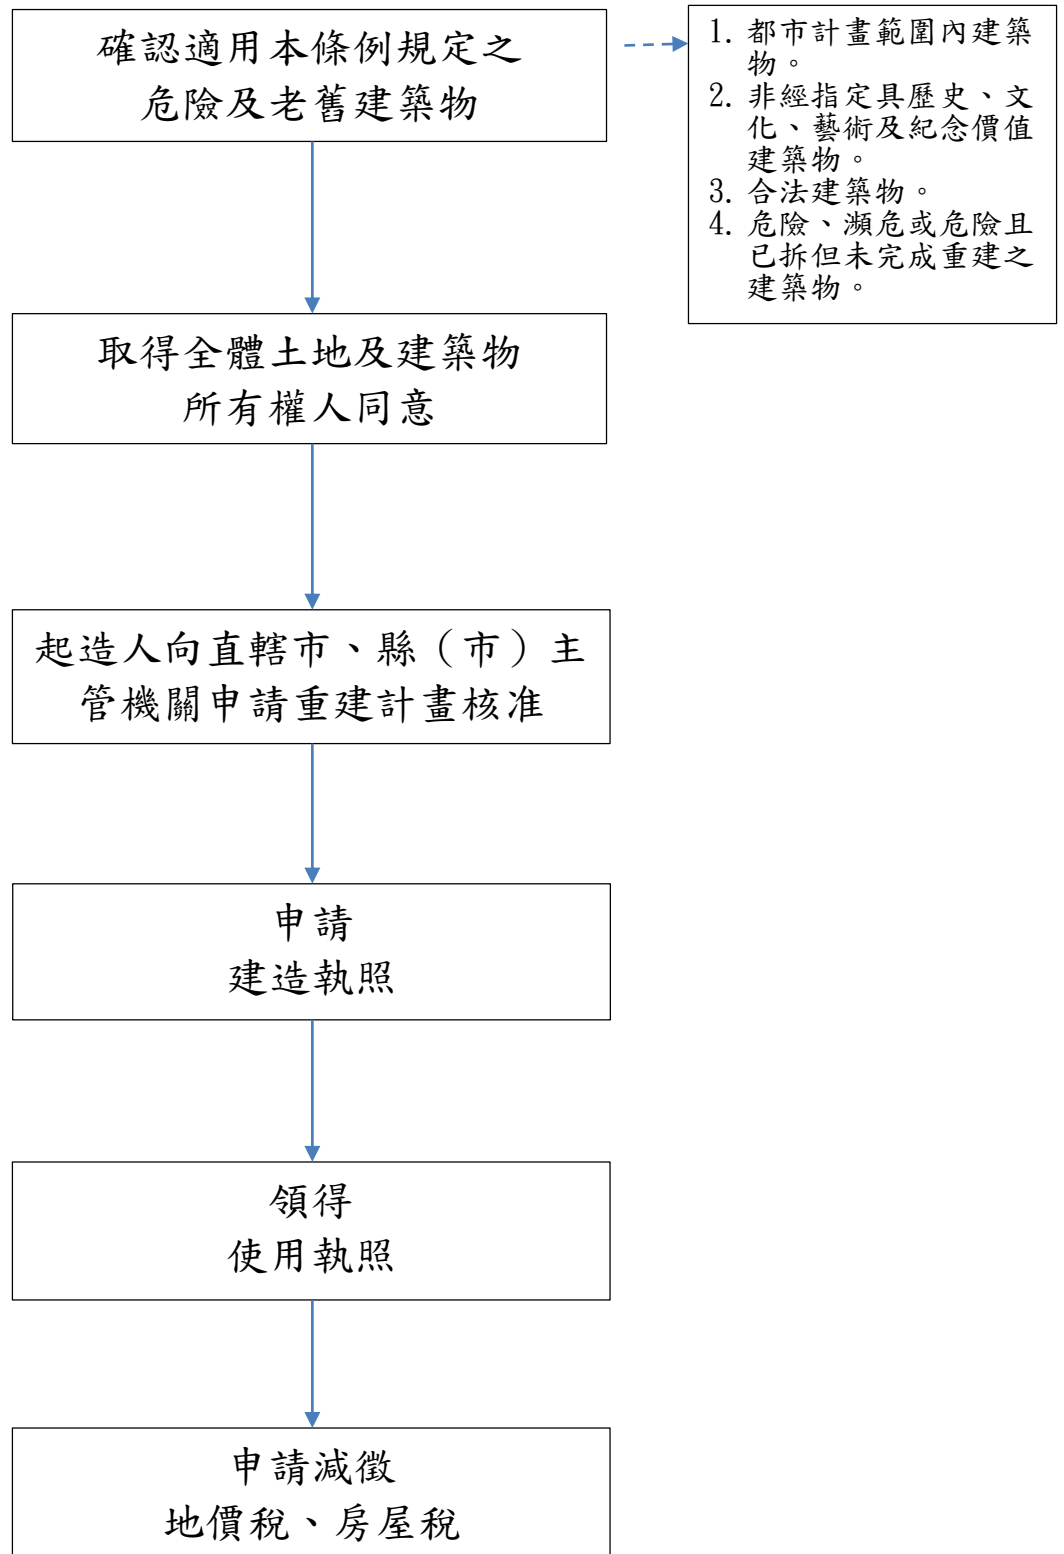 確認適用本條例規定之
危險及老舊建築物
1. 都市計畫範圍內建築
物。
2. 非經指定具歷史、文
化、藝術及紀念價值
建築物。
3. 合法建築物。
4. 危險、瀕危或危險且
已拆但未完成重建之
建築物。
取得全體土地及建築物
所有權人同意
起造人向直轄市、縣（市）主
管機關申請重建計畫核准
申請
建造執照
領得
使用執照
申請減徵
地價稅、房屋稅